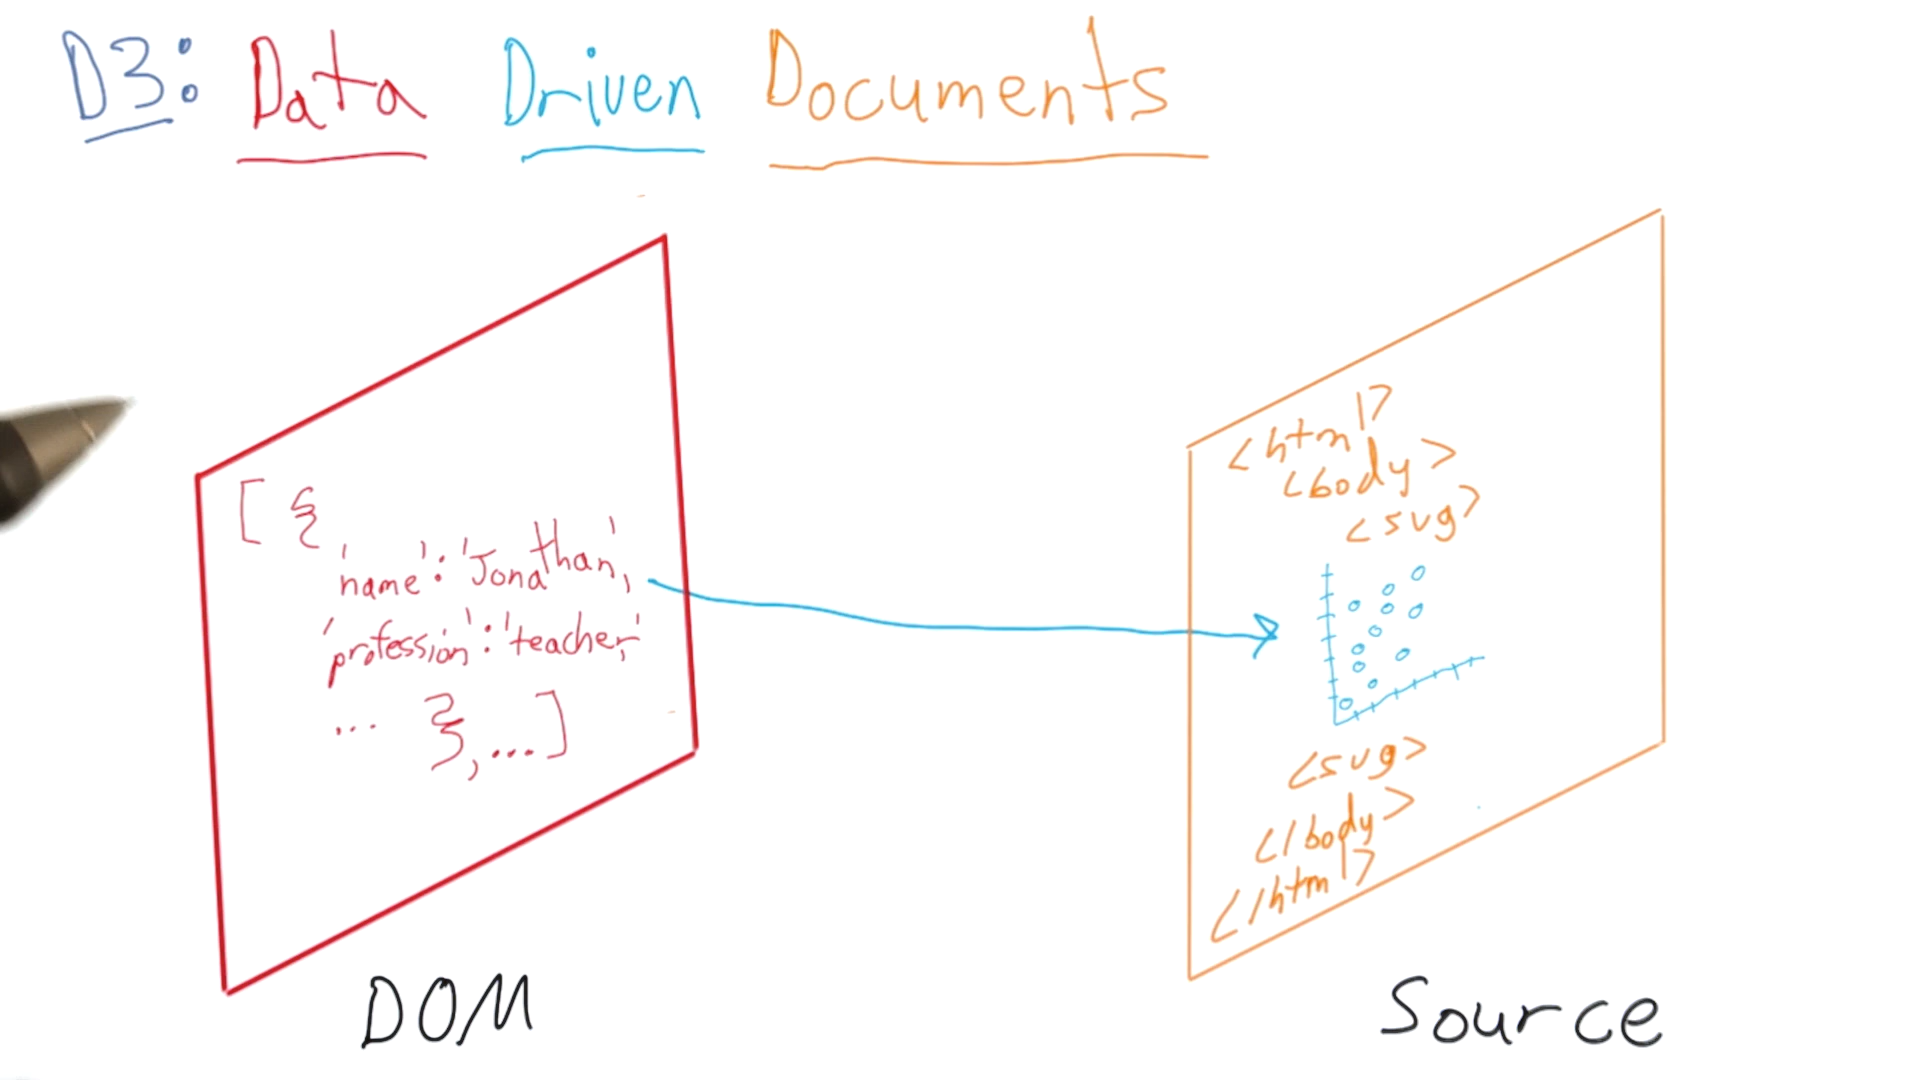 D3: Data Driven Documents
[ {
'name': 'Jonathan',
'profession': 'teacher,'
... },...]
DOM
<html>
<body>
<svg>
<svg>
</body>
</html>
Source